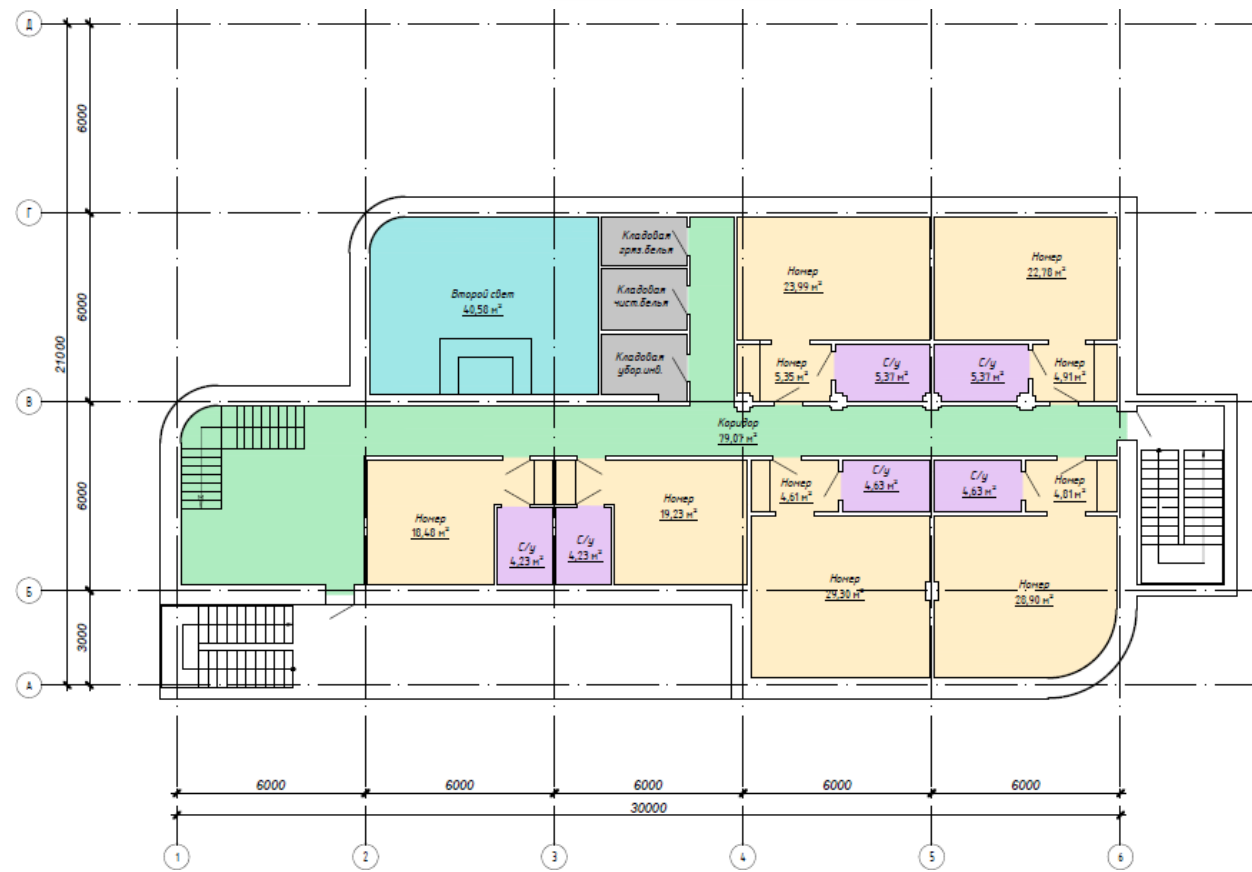 Д
6000
Г
Кладовая
гряз.белья
Номер
22,78 м²
Номер
23,99 м²
Второй свет
40,58 м²
Кладовая
чист.белья
6000
21000
Кладовая
убор.инв.
Номер
5,35 м²
С/у
5,37 м²
С/у
5,37 м²
Номер
4,91 м²
В
Коридор
79,07 м²
6000
Номер
4,61 м²
С/у
4,63 м²
С/у
4,63 м²
Номер
4,81 м²
Номер
18,48 м²
Номер
19,23 м²
С/у
4,23 м²
С/у
4,23 м²
Б
Номер
29,30 м²
Номер
28,90 м²
3000
А
6000
6000
6000
6000
6000
30000
1
2
3
4
5
6